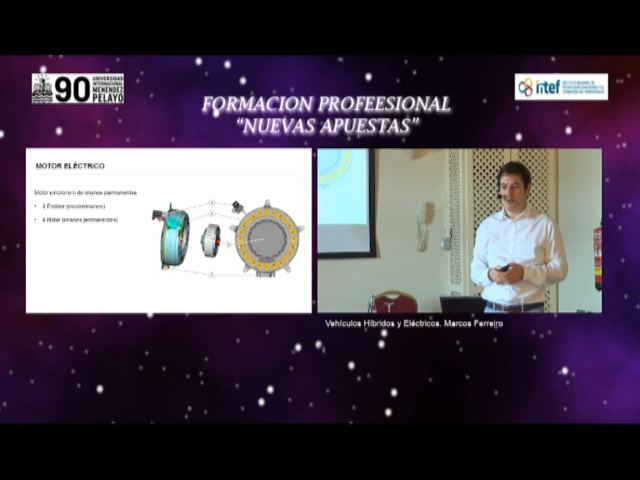 90
UNIVERSIDAD
INTERNACIONAL
MENÉNDEZ
PELAYO
intef
FORMACION PROFEESIONAL
“NUEVAS APUESTAS”
MOTOR ELÉCTRICO
Motor síncrono de imanes permanentes
• 3 Estátor (electroimanes)
• 4 Rotor (imanes permanentes)
Vehículos Híbridos y Eléctricos. Marcos Ferreiro